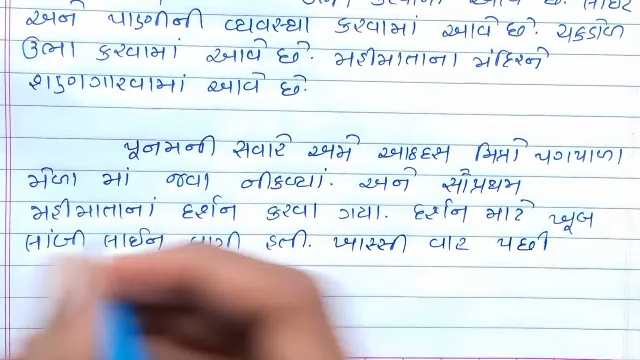 અને પાણીની વ્યવસ્થા કરવામાં આવે છે. ચકડોળ
ઉભા કરવામાં આવે છે. મહીમાતાના મંદિરને
શણગારવામાં આવે છે.
પૂનમની સવારે અમે આઠદસ મિત્રો પગપાળા
મેળા માં જવા નીકળ્યાં. અને સૌપ્રથમ
મહીમાતાનાં દર્શન કરવા ગયા. દર્શન માટે ખૂબ
લાંબી લાઈન લાગી હતી. ખાસ્સી વાર પછી